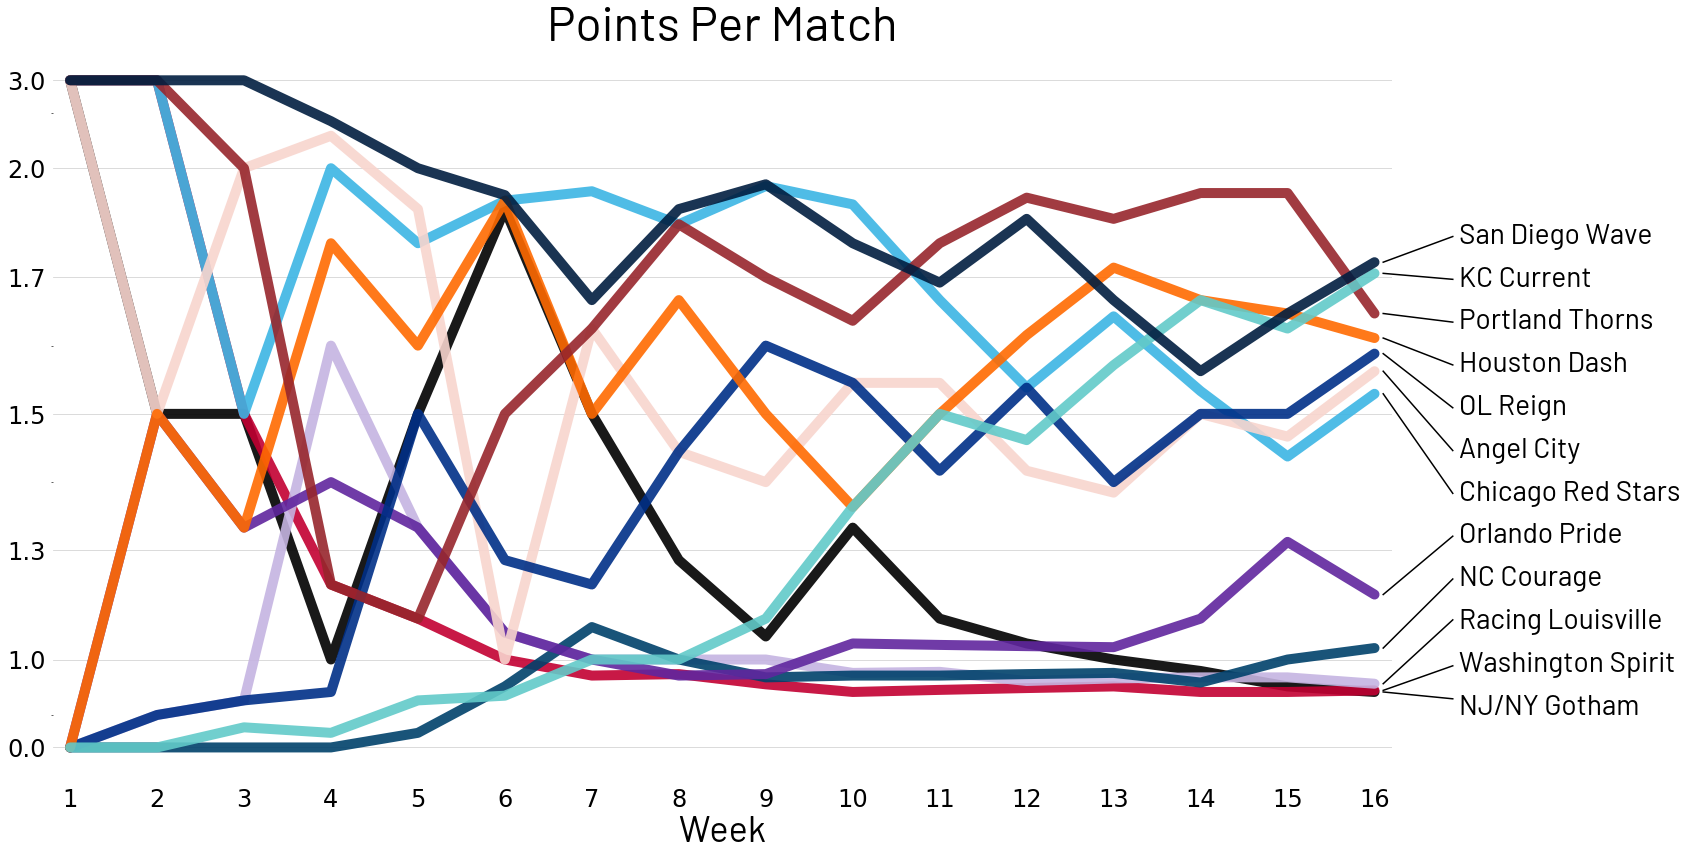 Points Per Match
3.0
2.0
1.7
1.5
1.3
1.0
0.0
San Diego Wave
KC Current
Portland Thorns
Houston Dash
OL Reign
Angel City
Chicago Red Stars
Orlando Pride
NC Courage
Racing Louisville
Washington Spirit
NJ/NY Gotham
1 2 3 4 5 6 7 8 9 10 11 12 13 14 15 16
Week